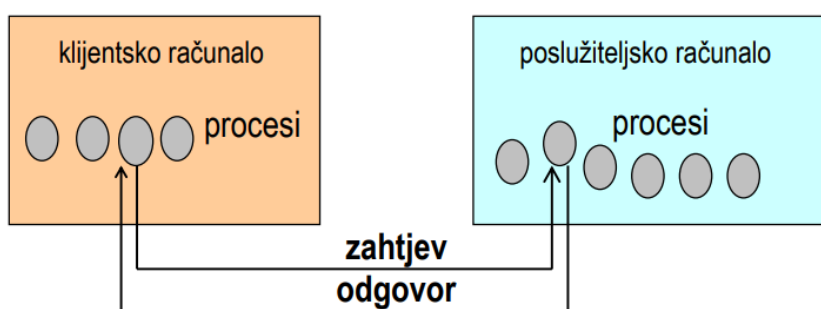 klijentsko računalo
poslužiteljsko računalo
procesi
procesi
zahtjev
odgovor